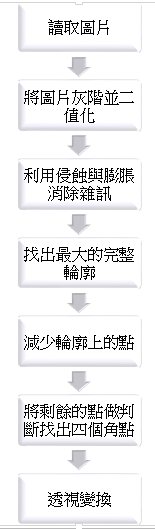 讀取圖片
將圖片灰階並二
值化
利用侵蝕與膨脹
消除雜訊
找出最大的完整
輪廓
減少輪廓上的點
將剩餘的點做判
斷找出四個角點
透視變換